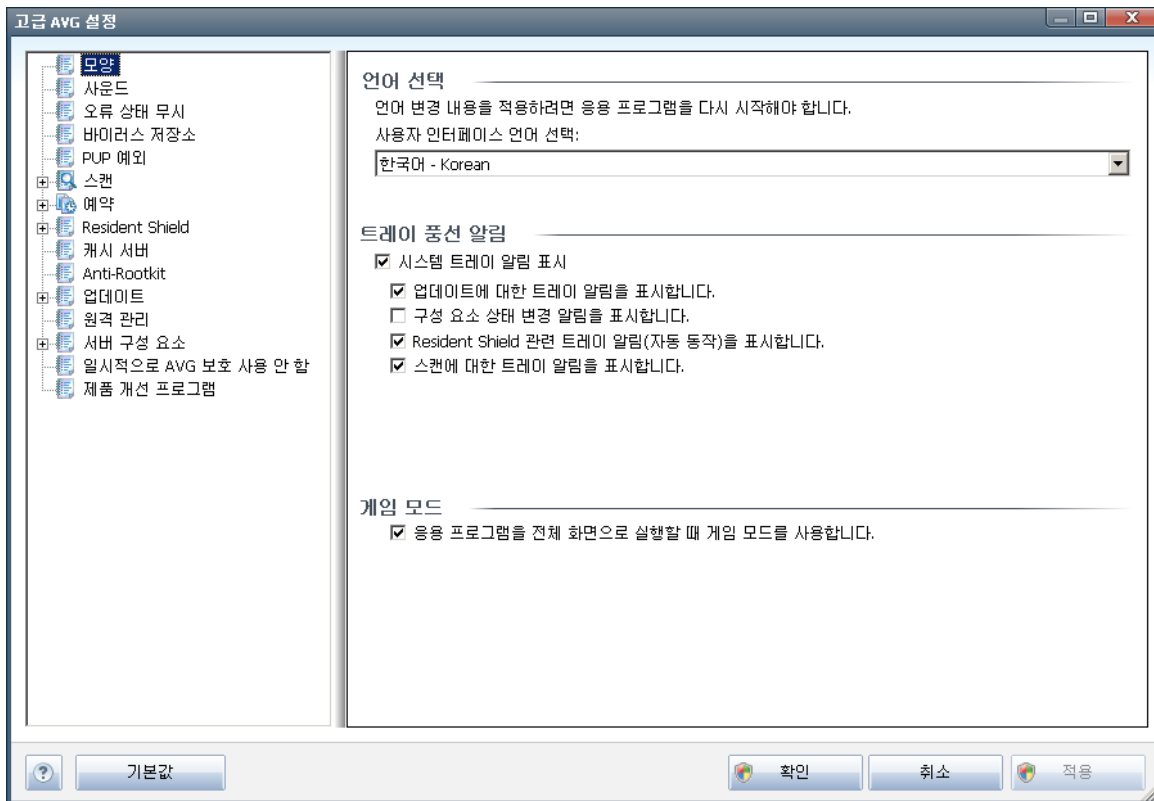 고급 AVG 설정
모양
사운드
오류 상태 무시
바이러스 저장소
PUP 예외
스캔
예약
Resident Shield
캐시 서버
Anti-Rootkit
업데이트
원격 관리
서버 구성 요소
일시적으로 AVG 보호 사용 안 함
제품 개선 프로그램
언어 선택
언어 변경 내용을 적용하려면 응용 프로그램을 다시 시작해야 합니다.
사용자 인터페이스 언어 선택:
한국어 - Korean
트레이 풍선 알림
시스템 트레이 알림 표시
업데이트에 대한 트레이 알림을 표시합니다.
구성 요소 상태 변경 알림을 표시합니다.
Resident Shield 관련 트레이 알림(자동 동작)을 표시합니다.
스캔에 대한 트레이 알림을 표시합니다.
게임 모드
응용 프로그램을 전체 화면으로 실행할 때 게임 모드를 사용합니다.
? 기본값 확인 취소 적용